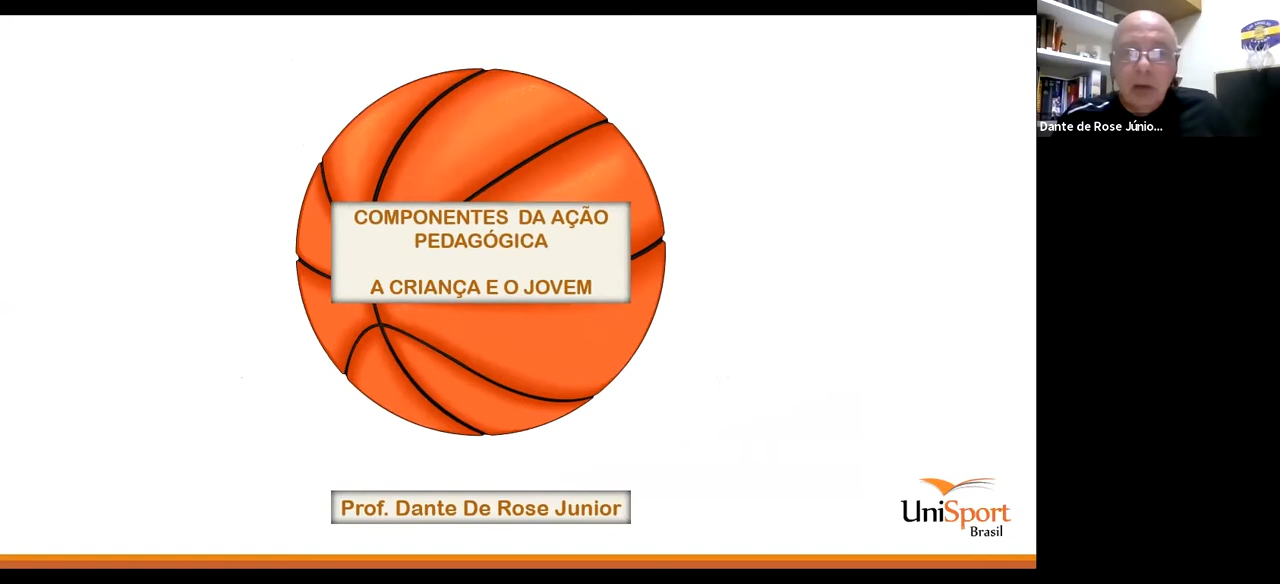 COMPONENTES DA AÇÃO
PEDAGÓGICA
A CRIANÇA E O JOVEM
Prof. Dante De Rose Junior
UniSport
Brasil
Dante de Rose Júnio...